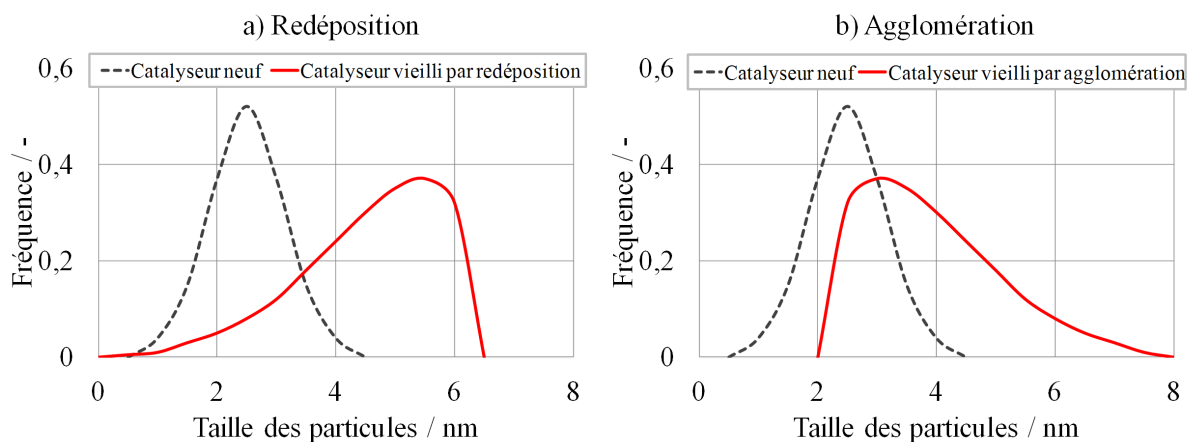 a) Redéposition
Catalyseur neuf
Catalyseur vieilli par redéposition
Fréquence / -
0,6
0,4
0,2
0
0 2 4 6 8
Taille des particules / nm
b) Agglomération
Catalyseur neuf
Catalyseur vieilli par agglomération
Fréquence / -
0,6
0,4
0,2
0
0 2 4 6 8
Taille des particules / nm